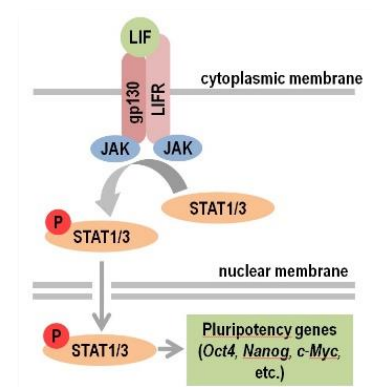 LIF
cytoplasmic membrane
gp130
LIFR
JAK
JAK
STAT1/3
P
STAT1/3
nuclear membrane
P
STAT1/3
Pluripotency genes
(Oct4, Nanog, c-Myc,
etc.)